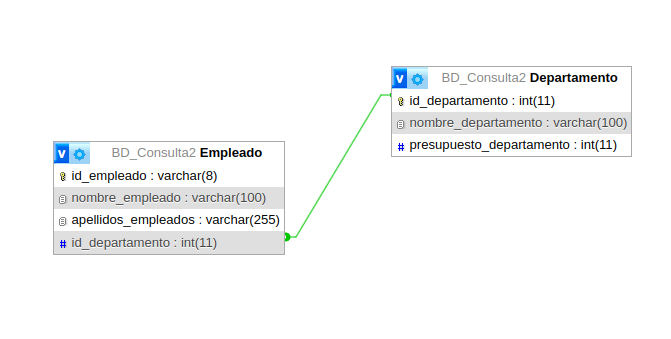 v BD_Consulta2 Departamento
id_departamento : int(11)
nombre_departamento : varchar(100)
# presupuesto_departamento : int(11)
v BD_Consulta2 Empleado
id_empleado : varchar(8)
nombre_empleado : varchar(100)
apellidos_empleados : varchar(255)
# id_departamento : int(11)